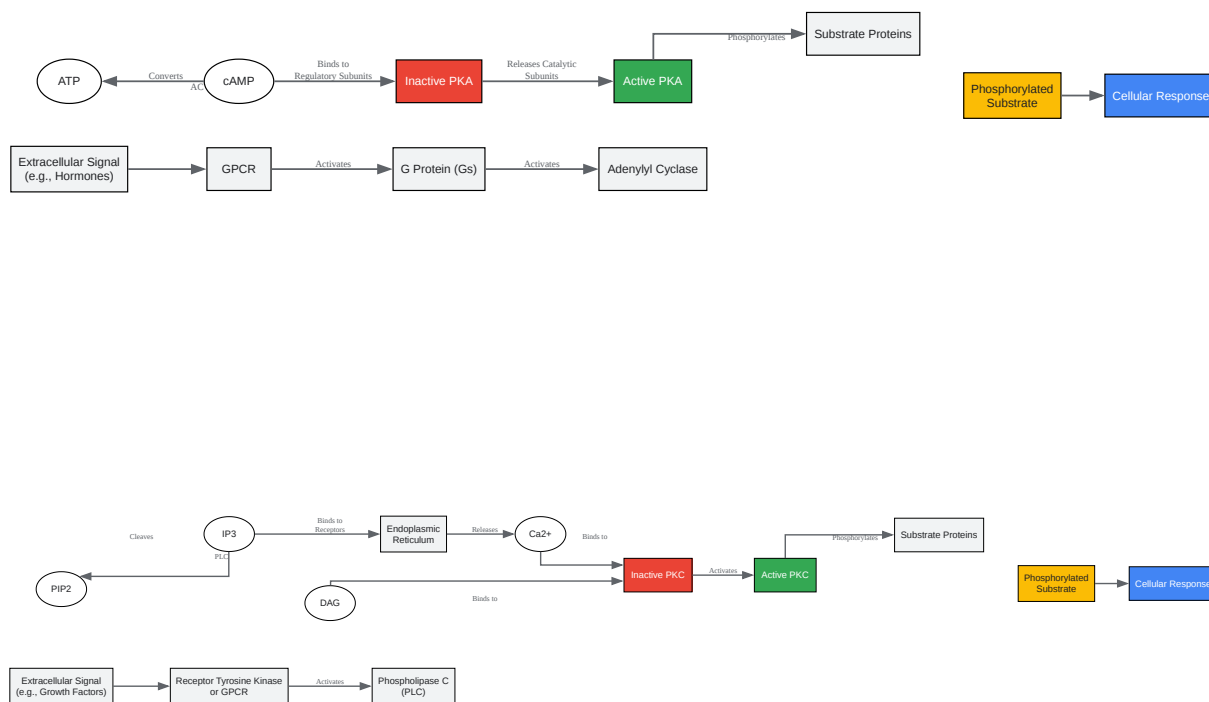 Substrate Proteins
Phosphorylates
ATP
Converts
AC
cAMP
Binds to
Regulatory Subunits
Inactive PKA
Releases Catalytic
Subunits
Active PKA
Phosphorylated
Substrate
Cellular Response
Extracellular Signal
(e.g., Hormones)
GPCR
Activates
G Protein (Gs)
Activates
Adenylyl Cyclase
Cleaves
PLC
IP3
Binds to
Receptors
Endoplasmic
Reticulum
Releases
Ca2+
Binds to
Phosphorylates
Substrate Proteins
PIP2
DAG
Binds to
Inactive PKC
Activates
Active PKC
Phosphorylated
Substrate
Cellular Response
Extracellular Signal
(e.g., Growth Factors)
Receptor Tyrosine Kinase
or GPCR
Activates
Phospholipase C
(PLC)